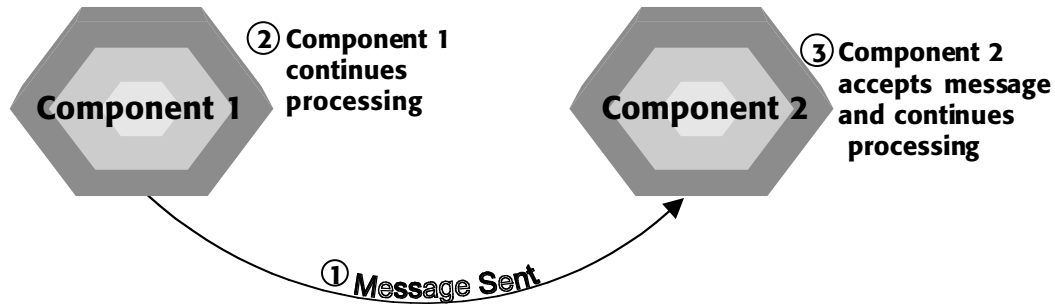 ② Component 1
continues
processing
③ Component 2
accepts message
and continues
processing
Component 1
Component 2
① Message Sent